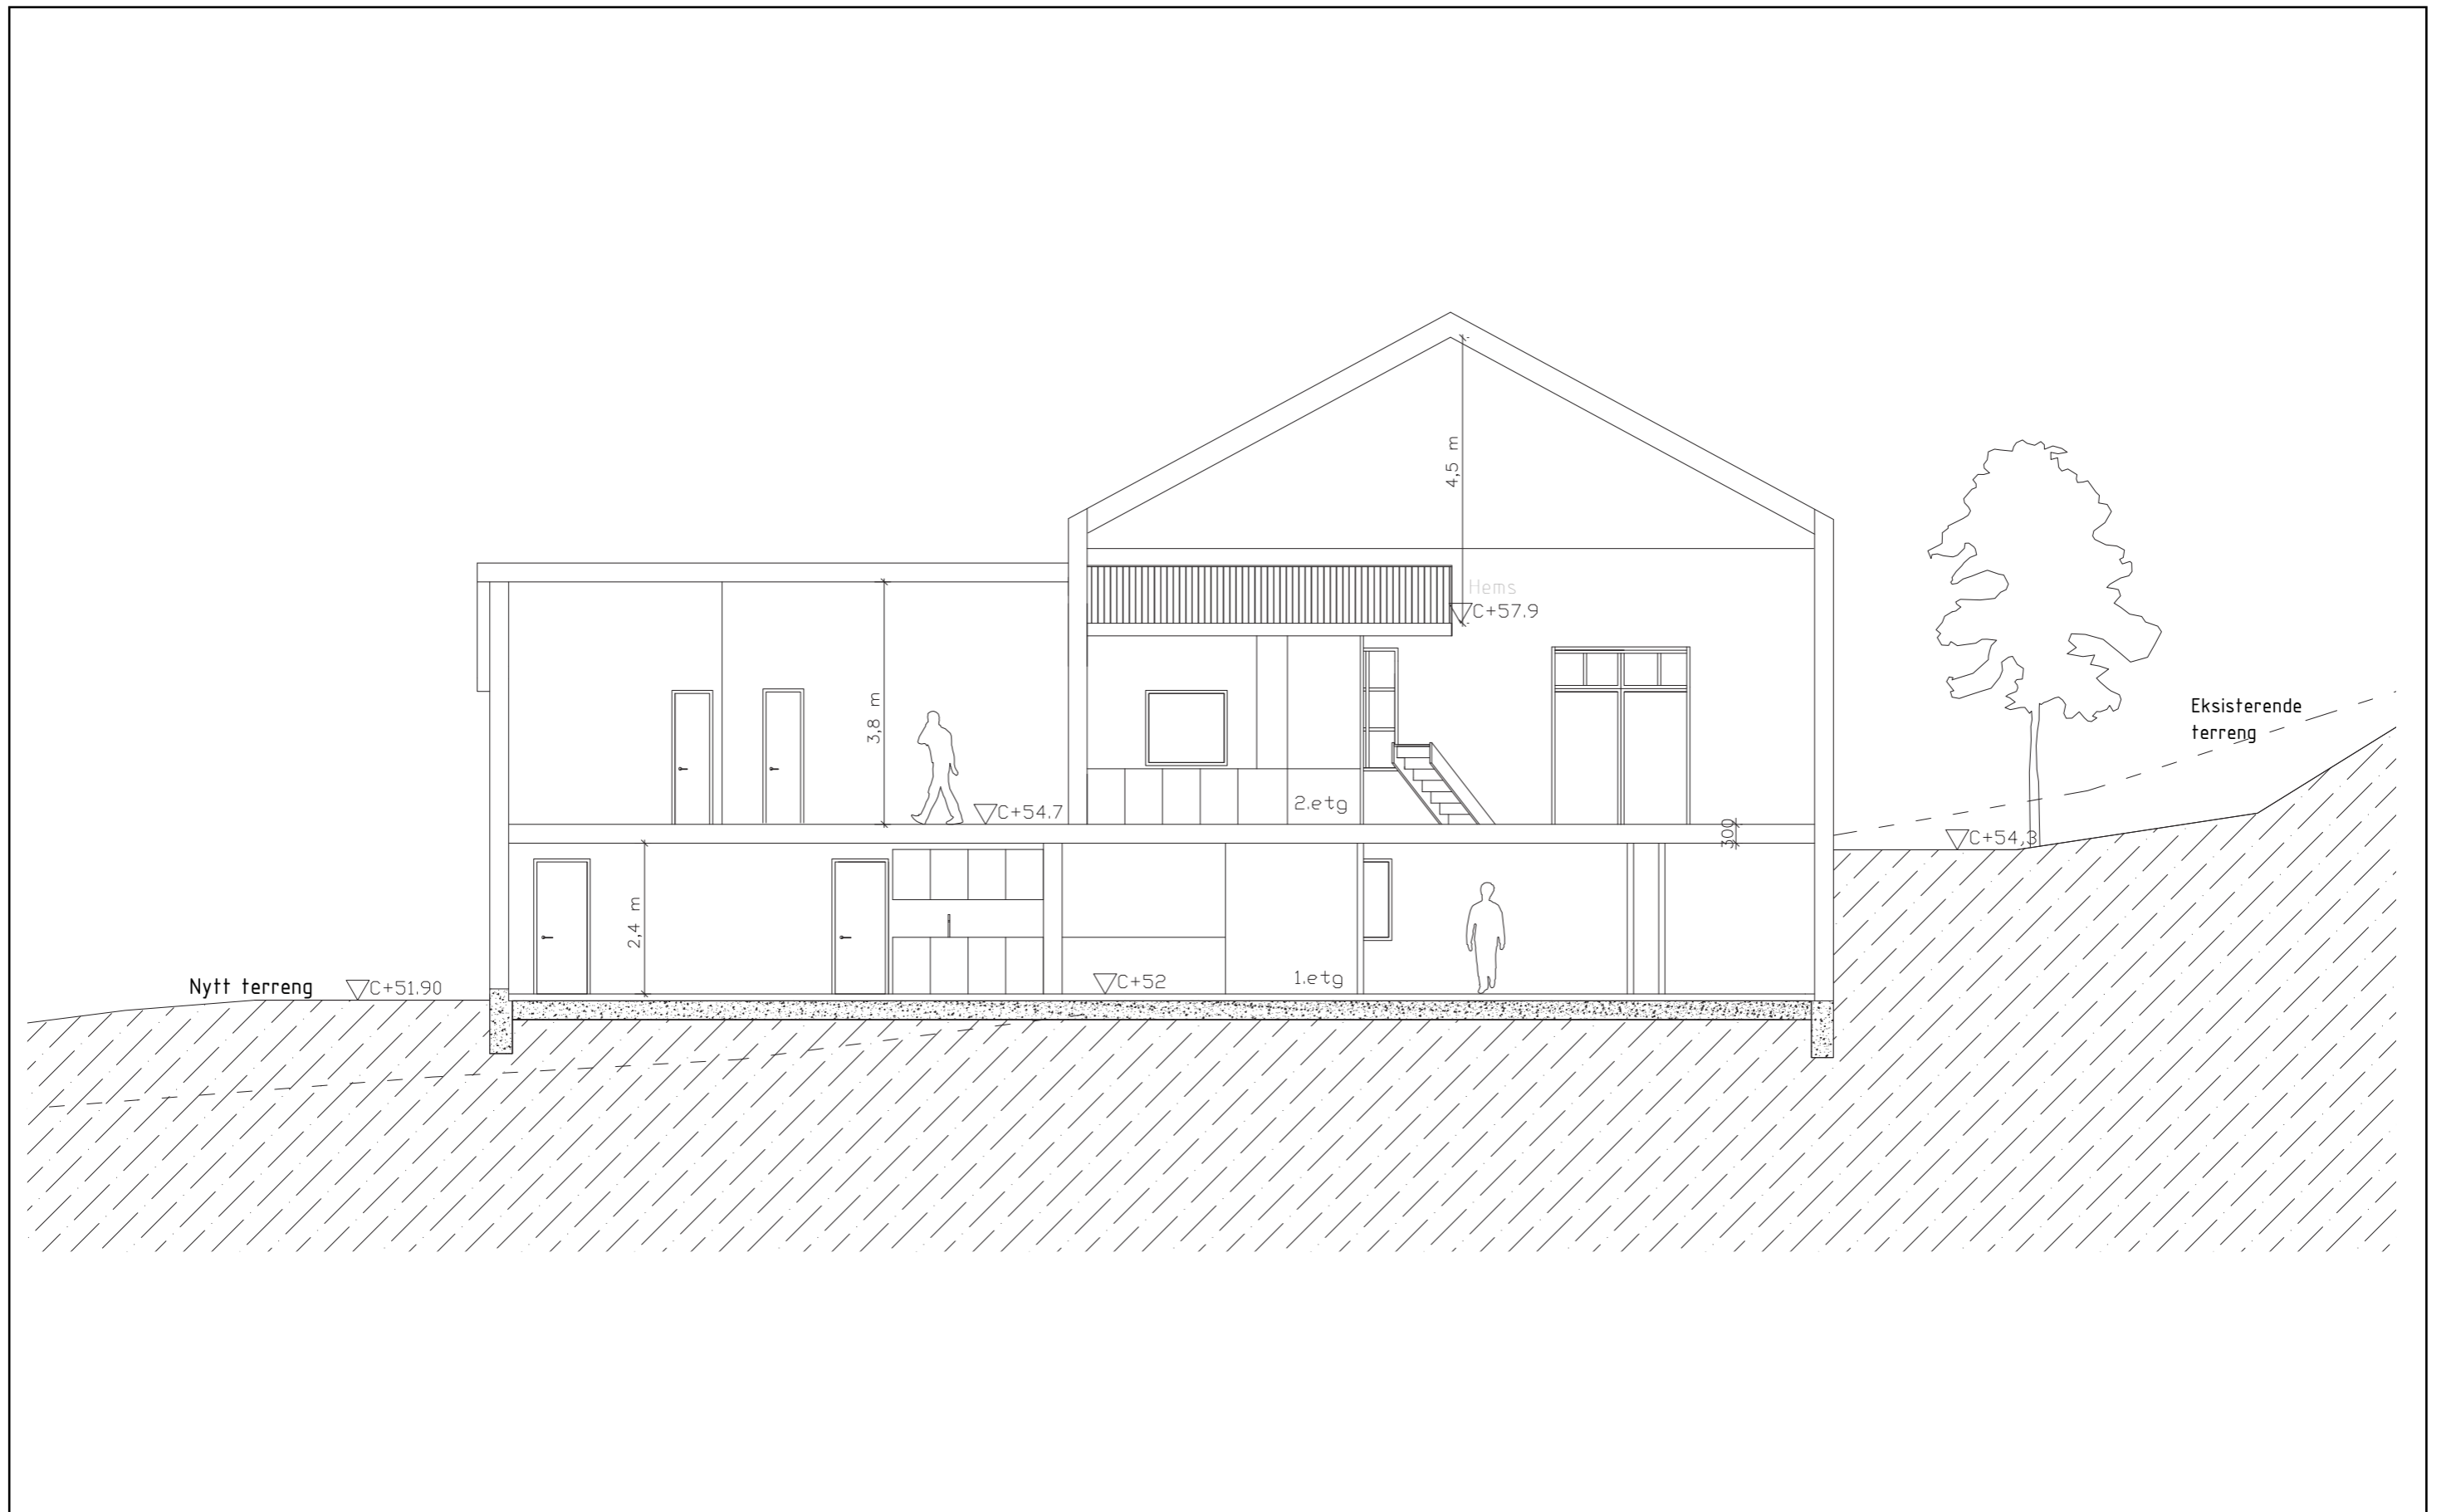 4,5 m
Hems
C+57.9
3,8 m
Eksisterende
terreng
2.etg
C+54.7
300
C+54,3
2,4 m
Nytt terreng
C+51.90
C+52
1.etg